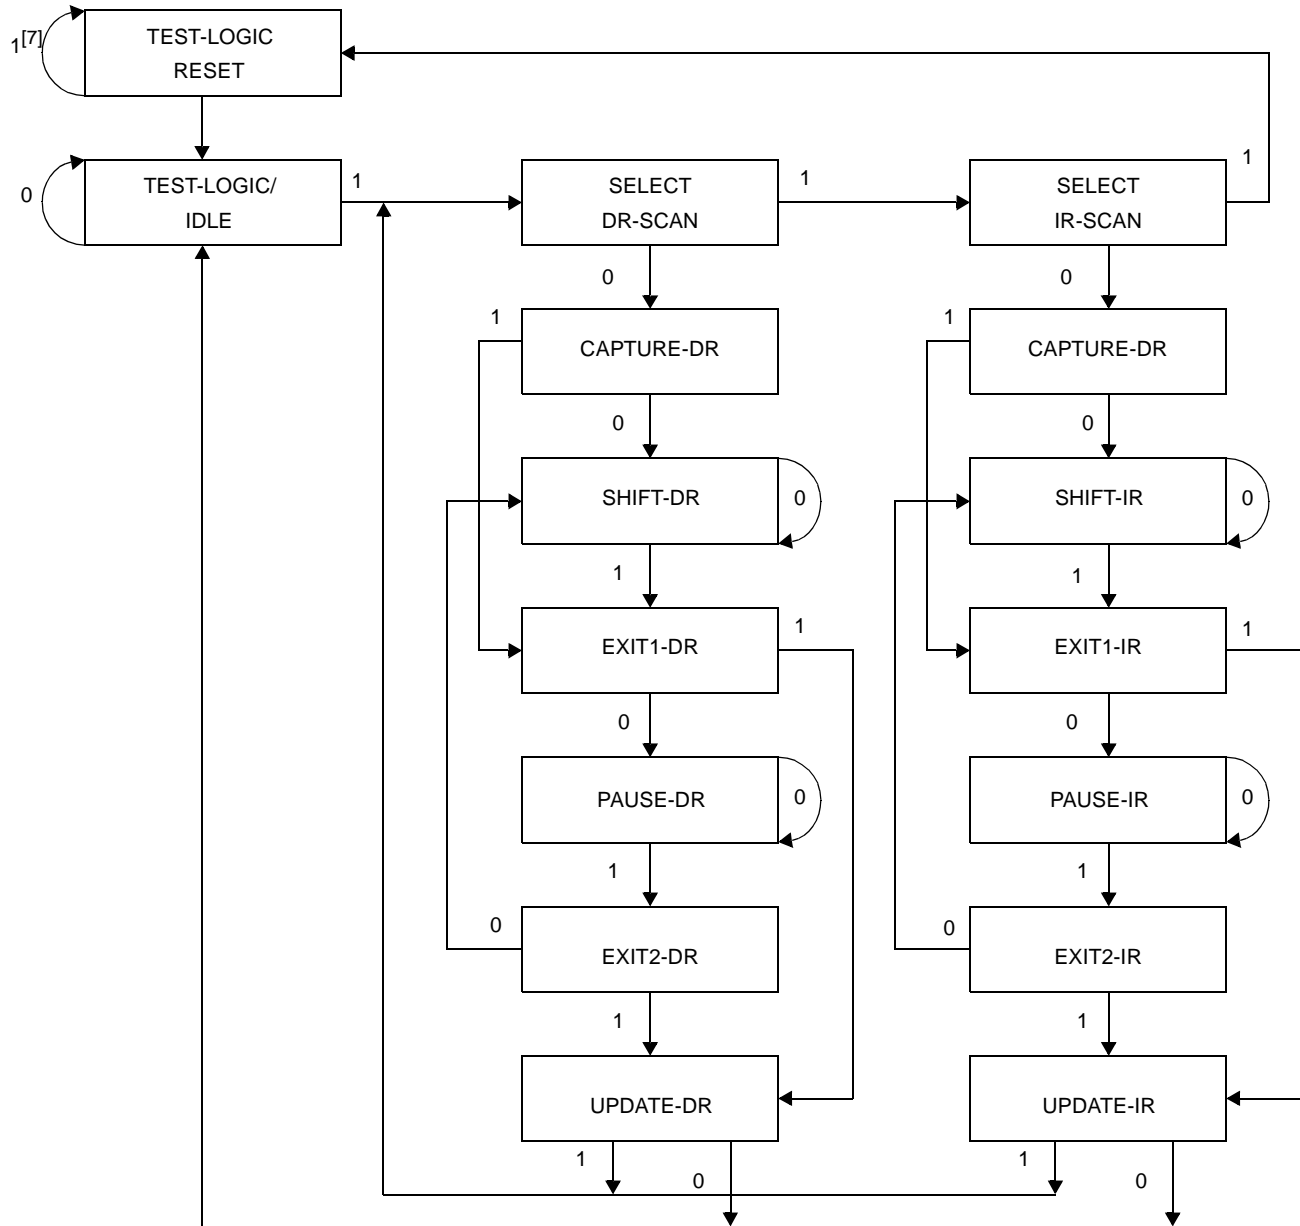 1[7]
TEST-LOGIC
RESET
0
TEST-LOGIC/
IDLE
1
SELECT
DR-SCAN
1
SELECT
IR-SCAN
1
0
0
1
CAPTURE-DR
1
CAPTURE-DR
0
0
SHIFT-DR
0
SHIFT-IR
0
1
1
EXIT1-DR
1
EXIT1-IR
1
0
0
PAUSE-DR
0
PAUSE-IR
0
1
1
0
EXIT2-DR
0
EXIT2-IR
1
1
UPDATE-DR
UPDATE-IR
1
0
1
0